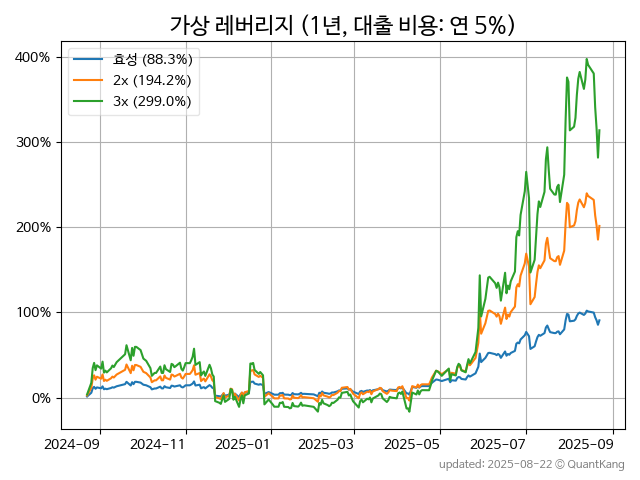 가상 레버리지 (1년, 대출 비용: 연 5%)
400%
300%
200%
100%
0%
효성 (88.3%)
2x (194.2%)
3x (299.0%)
2024-09
2024-11
2025-01
2025-03
2025-05
2025-07
2025-09
updated: 2025-08-22 © QuantKang